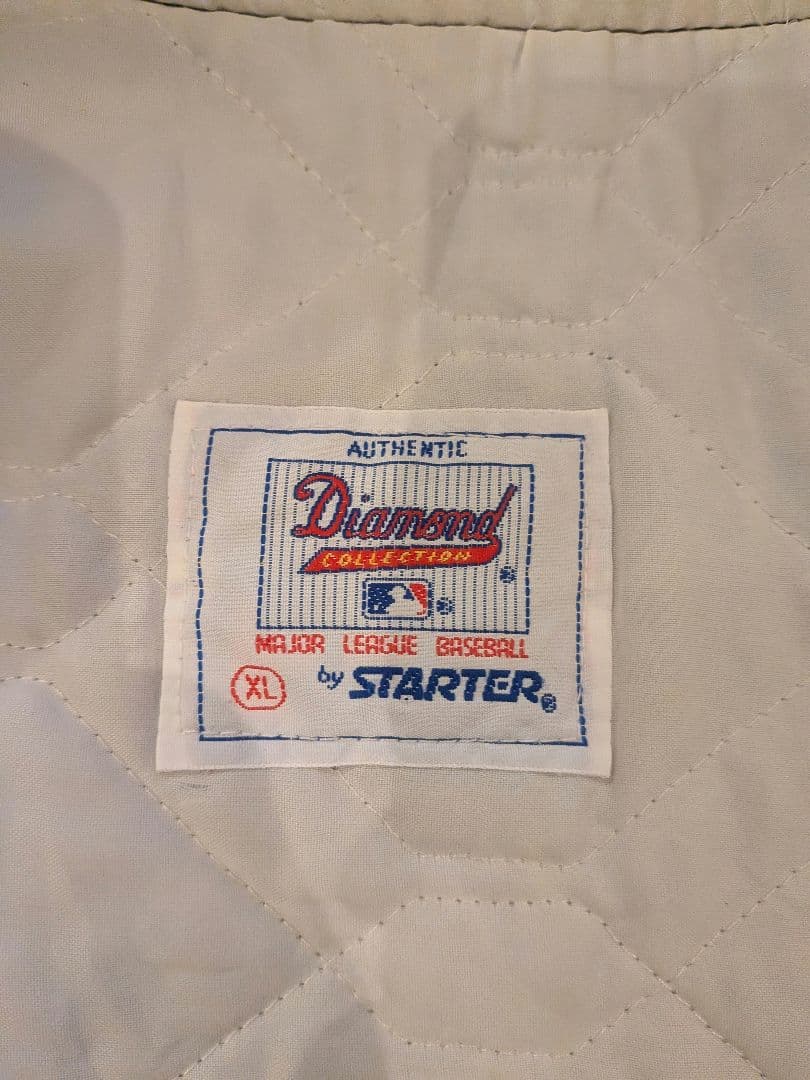 AUTHENTIC
Diamond
COLLECTION
®
®
MAJOR LEAGUE BASEBALL
XL
by STARTER®